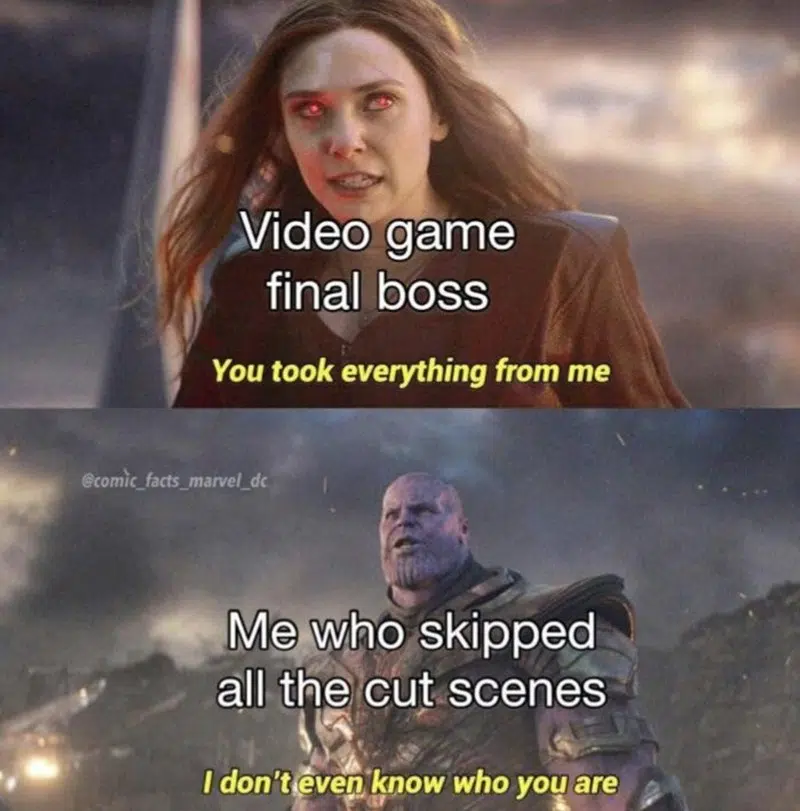 Video game
final boss
You took everything from me
@comic_facts_marvel_dc
Me who skipped
all the cut scenes
I don't even know who you are